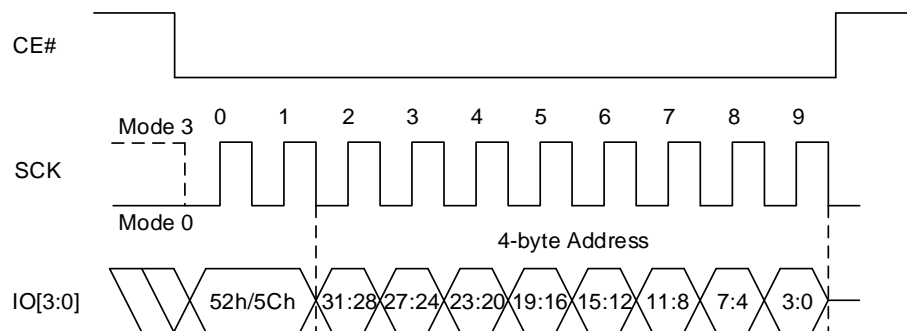 CE#
0 1 2 3 4 5 6 7 8 9
Mode 3
SCK
Mode 0
4-byte Address
IO[3:0] 52h/5Ch 31:28 27:24 23:20 19:16 15:12 11:8 7:4 3:0